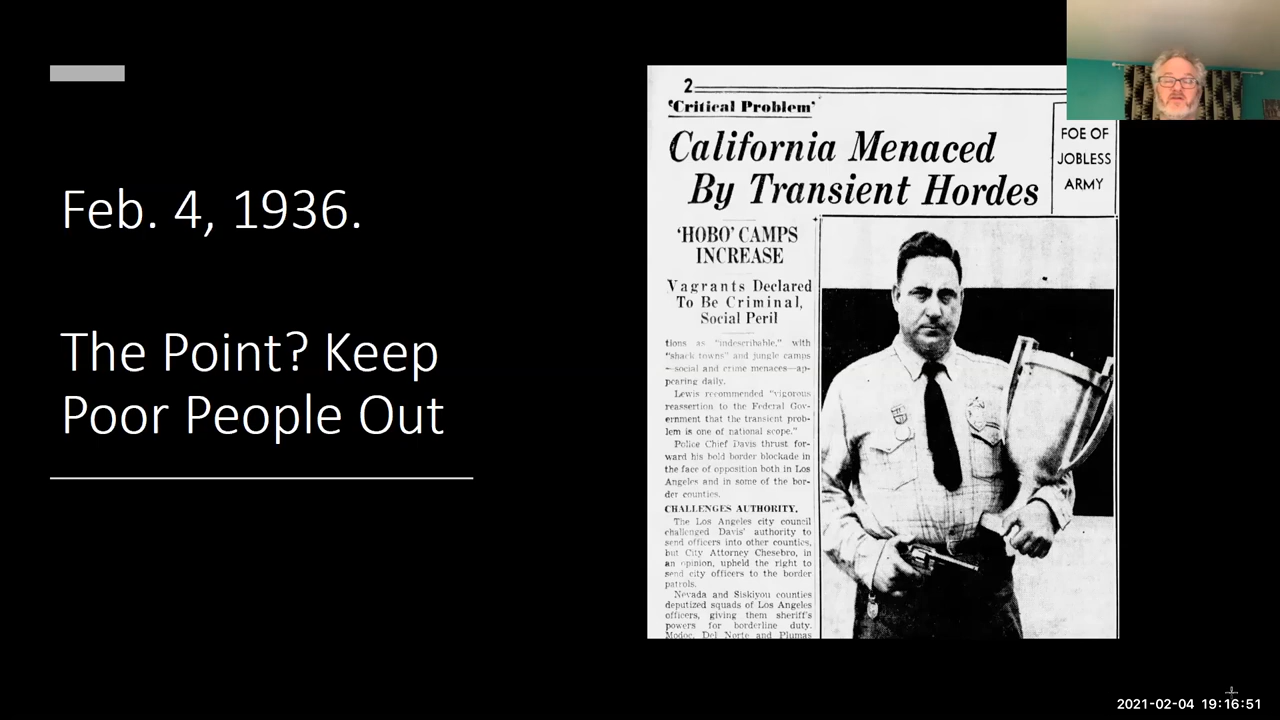 Feb. 4, 1936.
The Point? Keep
Poor People Out
2
'Critical Problem'
California Menaced
By Transient Hordes
FOE OF
JOBLESS
ARMY
'HOBO' CAMPS
INCREASE
Vagrants Declared
To Be Criminal,
Social Peril
tions as "indescribable," with
"shack towns" and jungle camps
—social and crime menaces—ap-
pearing daily.
Lewis recommended "vigorous
reassertion to the Federal Gov-
ernment that the transient prob-
lem is one of national scope."
Police Chief Davis thrust for-
ward his bold border blockade in
the face of opposition both in Los
Angeles and in some of the bor-
der counties.
CHALLENGES AUTHORITY.
The Los Angeles city council
challenged Davis' authority to
send officers into other counties,
but City Attorney Chesebro, in
an opinion, upheld the right to
send city officers to the border
patrols.
Nevada and Siskiyou counties
deputized squads of Los Angeles
officers, giving them sheriff's
powers for borderline duty.
Modoc, Del Norte and Plumas
2021-02-04 19:16:51